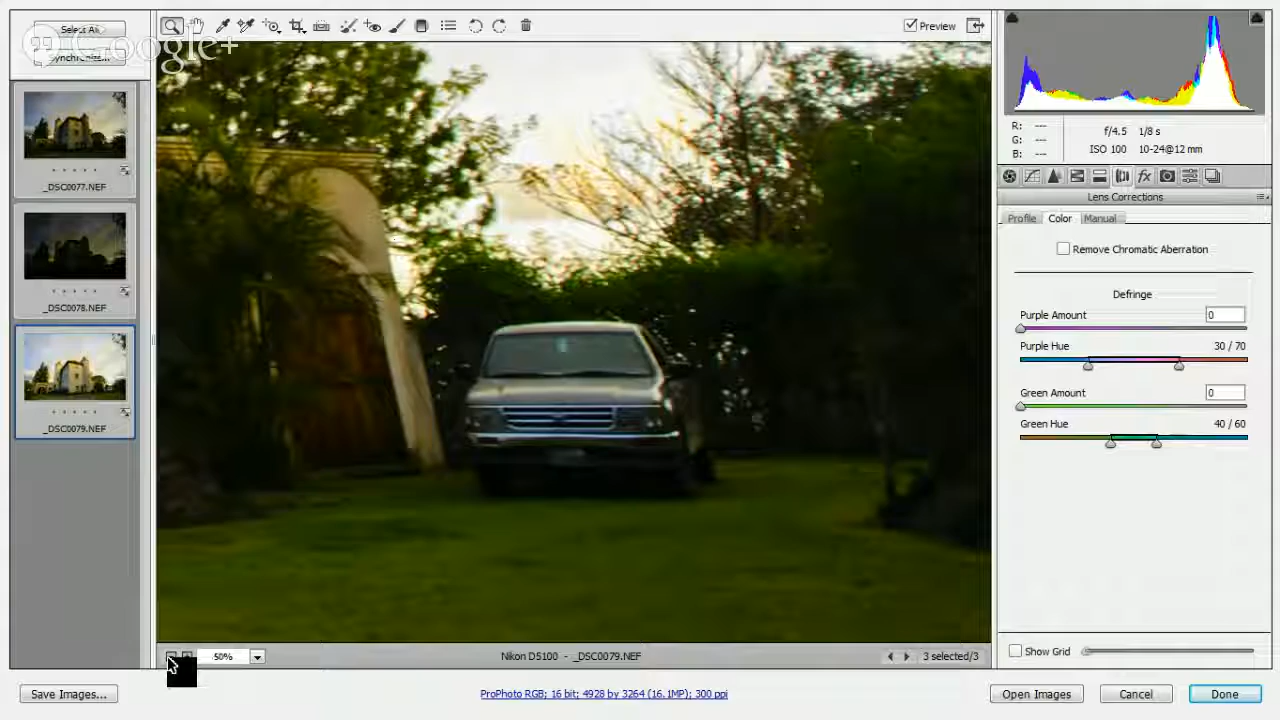 Select All
Google+
Synchronize...
_DSC0077.NEF
_DSC0078.NEF
_DSC0079.NEF
Save Images...
Preview
50%
Nikon D5100 - _DSC0079.NEF
3 selected/3
ProPhoto RGB; 16 bit; 4928 by 3264 (16.1MP); 300 ppi
R: ---
G: ---
B: ---
f/4.5 1/8 s
ISO 100 10-24@12 mm
fx
Lens Corrections
Profile Color Manual
Remove Chromatic Aberration
Defringe
Purple Amount 0
Purple Hue 30 / 70
Green Amount 0
Green Hue 40 / 60
Show Grid
Open Images Cancel Done